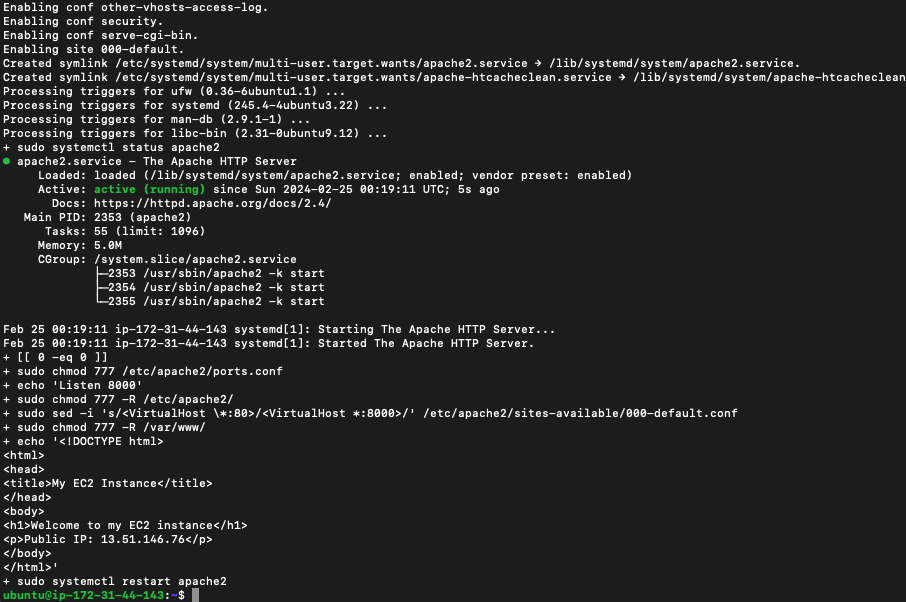 Enabling conf other-vhosts-access-log.
Enabling conf security.
Enabling conf serve-cgi-bin.
Enabling site 000-default.
Created symlink /etc/systemd/system/multi-user.target.wants/apache2.service → /lib/systemd/system/apache2.service.
Created symlink /etc/systemd/system/multi-user.target.wants/apache-htcacheclean.service → /lib/systemd/system/apache-htcacheclean
Processing triggers for ufw (0.36-6ubuntu1.1) ...
Processing triggers for systemd (245.4-4ubuntu3.22) ...
Processing triggers for man-db (2.9.1-1) ...
Processing triggers for libc-bin (2.31-0ubuntu9.12) ...
+ sudo systemctl status apache2
● apache2.service - The Apache HTTP Server
     Loaded: loaded (/lib/systemd/system/apache2.service; enabled; vendor preset: enabled)
     Active: active (running) since Sun 2024-02-25 00:19:11 UTC; 5s ago
       Docs: https://httpd.apache.org/docs/2.4/
   Main PID: 2353 (apache2)
      Tasks: 55 (limit: 1096)
     Memory: 5.0M
     CGroup: /system.slice/apache2.service
             ├─2353 /usr/sbin/apache2 -k start
             ├─2354 /usr/sbin/apache2 -k start
             └─2355 /usr/sbin/apache2 -k start
Feb 25 00:19:11 ip-172-31-44-143 systemd[1]: Starting The Apache HTTP Server...
Feb 25 00:19:11 ip-172-31-44-143 systemd[1]: Started The Apache HTTP Server.
+ [[ 0 -eq 0 ]]
+ sudo chmod 777 /etc/apache2/ports.conf
+ echo 'Listen 8000'
+ sudo chmod 777 -R /etc/apache2/
+ sudo sed -i 's/<VirtualHost \*:80>/<VirtualHost *:8000>/' /etc/apache2/sites-available/000-default.conf
+ sudo chmod 777 -R /var/www/
+ echo '<!DOCTYPE html>
<html>
<head>
<title>My EC2 Instance</title>
</head>
<body>
<h1>Welcome to my EC2 instance</h1>
<p>Public IP: 13.51.146.76</p>
</body>
</html>'
+ sudo systemctl restart apache2
ubuntu@ip-172-31-44-143:~$